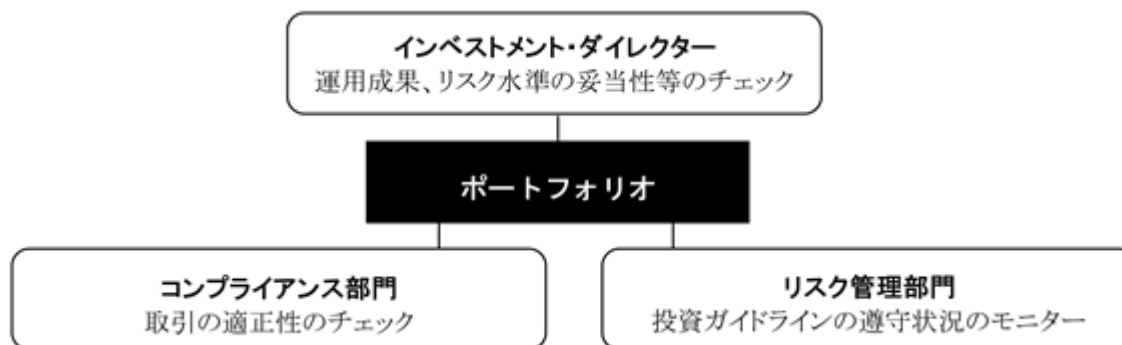 インベストメント・ダイレクター
運用成果、リスク水準の妥当性等のチェック
ポートフォリオ
コンプライアンス部門
取引の適正性のチェック
リスク管理部門
投資ガイドラインの遵守状況のモニター